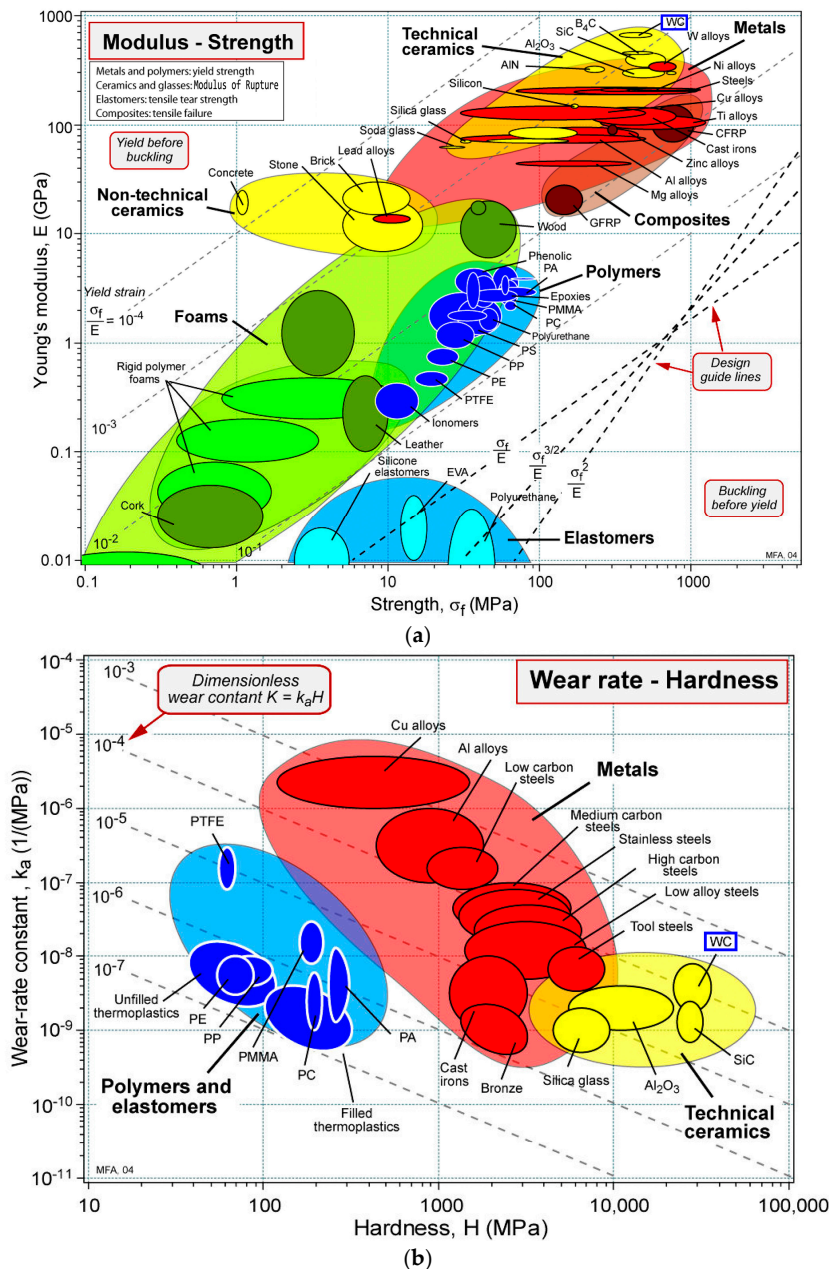 Modulus - Strength
Metals and polymers: yield strength
Ceramics and glasses: Modulus of Rupture
Elastomers: tensile tear strength
Composites: tensile failure
Technical
ceramics
B4C
SiC
Al2O3
AlN
Silicon
Silica glass
Soda glass
WC
W alloys
Metals
Ni alloys
Steels
Cu alloys
Ti alloys
CFRP
Cast irons
Zinc alloys
Al alloys
Mg alloys
Composites
GFRP
Yield before
buckling
Lead alloys
Brick
Stone
Concrete
Non-technical
ceramics
Wood
Phenolic
PA
Polymers
Epoxies
PMMA
PC
Polyurethane
PS
PP
PE
PTFE
Ionomers
Leather
Yield strain
σf
E
= 10-4
Foams
Rigid polymer
foams
Cork
10-3
10-2
10-1
Silicone
elastomers
EVA
Polyurethane
Elastomers
σf
E
σf3/2
E
σf2
E
Design
guide lines
Buckling
before yield
MFA, 04
Young's modulus, E (GPa)
1000
100
10
1
0.1
0.01
0.1
1
10
100
1000
Strength, σf (MPa)
(a)
Wear rate - Hardness
Dimensionless
wear contant K = kaH
10-3
10-4
10-5
10-6
10-7
Cu alloys
Al alloys
Low carbon
steels
Metals
Medium carbon
steels
Stainless steels
High carbon
steels
Low alloy steels
Tool steels
WC
PTFE
Unfilled
thermoplastics
PE
PP
PMMA
PC
PA
Polymers and
elastomers
Filled
thermoplastics
Cast
irons
Bronze
Silica glass
Al2O3
SiC
Technical
ceramics
MFA, 04
Wear-rate constant , ka (1/(MPa))
10-4
10-5
10-6
10-7
10-8
10-9
10-10
10-11
10
100
1000
10,000
100,000
Hardness, H (MPa)
(b)